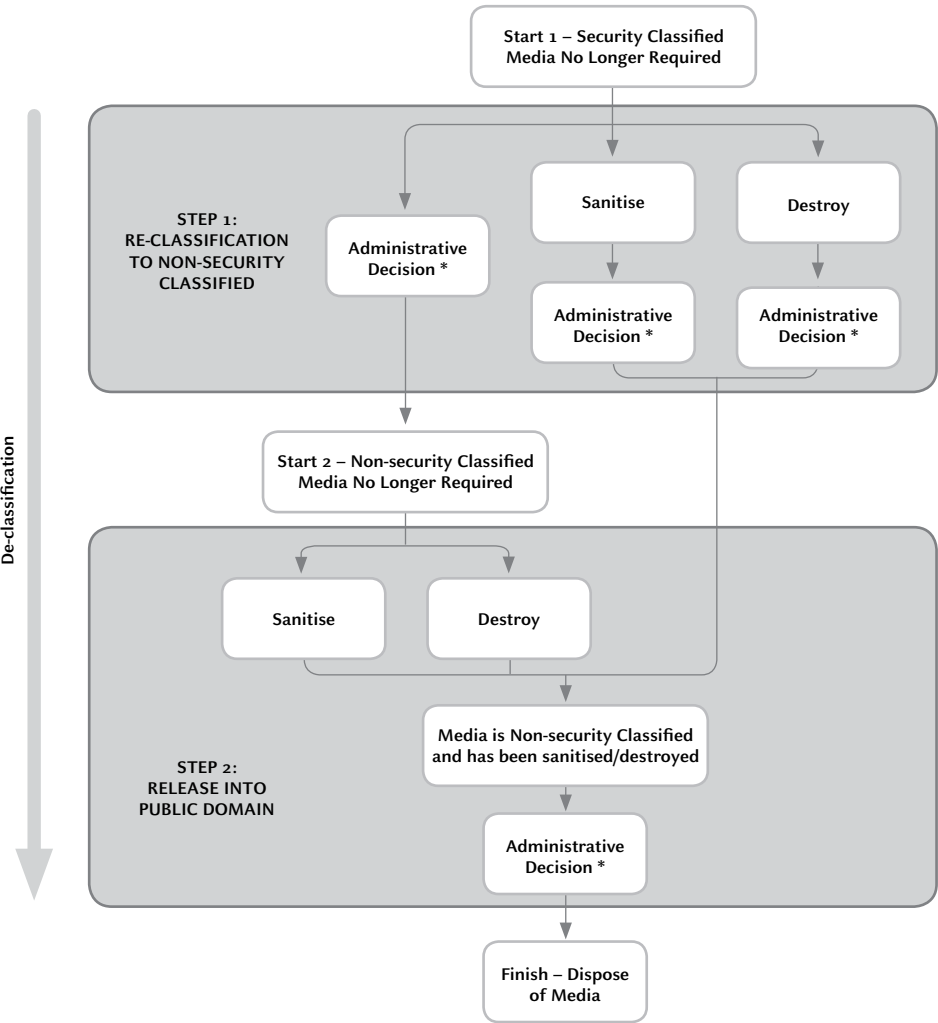 Start 1 – Security Classified
Media No Longer Required
Sanitise
Destroy
STEP 1:
RE-CLASSIFICATION
TO NON-SECURITY
CLASSIFIED
Administrative
Decision *
Administrative
Decision *
Administrative
Decision *
De-classification
Start 2 – Non-security Classified
Media No Longer Required
Sanitise
Destroy
Media is Non-security Classified
and has been sanitised/destroyed
STEP 2:
RELEASE INTO
PUBLIC DOMAIN
Administrative
Decision *
Finish – Dispose
of Media